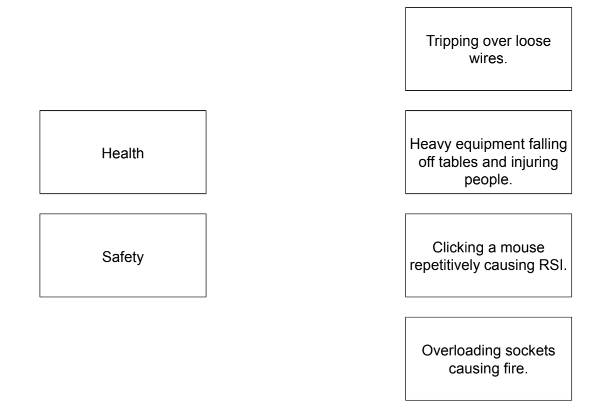 Health
Safety
Tripping over loose
wires.
Heavy equipment falling
off tables and injuring
people.
Clicking a mouse
repetitively causing RSI.
Overloading sockets
causing fire.